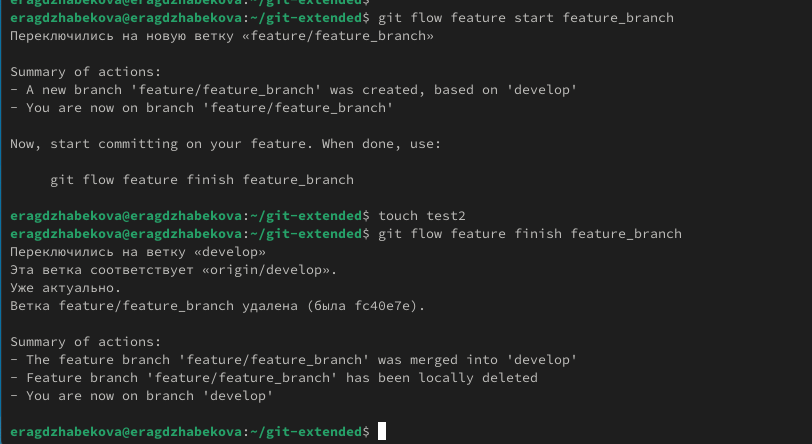 eragdzhabekova@eragdzhabekova:~/git-extended$
eragdzhabekova@eragdzhabekova:~/git-extended$ git flow feature start feature_branch
Переключились на новую ветку «feature/feature_branch»
Summary of actions:
- A new branch 'feature/feature_branch' was created, based on 'develop'
- You are now on branch 'feature/feature_branch'
Now, start committing on your feature. When done, use:
git flow feature finish feature_branch
eragdzhabekova@eragdzhabekova:~/git-extended$ touch test2
eragdzhabekova@eragdzhabekova:~/git-extended$ git flow feature finish feature_branch
Переключились на ветку «develop»
Эта ветка соответствует «origin/develop».
Уже актуально.
Ветка feature/feature_branch удалена (была fc40e7e).
Summary of actions:
- The feature branch 'feature/feature_branch' was merged into 'develop'
- Feature branch 'feature/feature_branch' has been locally deleted
- You are now on branch 'develop'
eragdzhabekova@eragdzhabekova:~/git-extended$